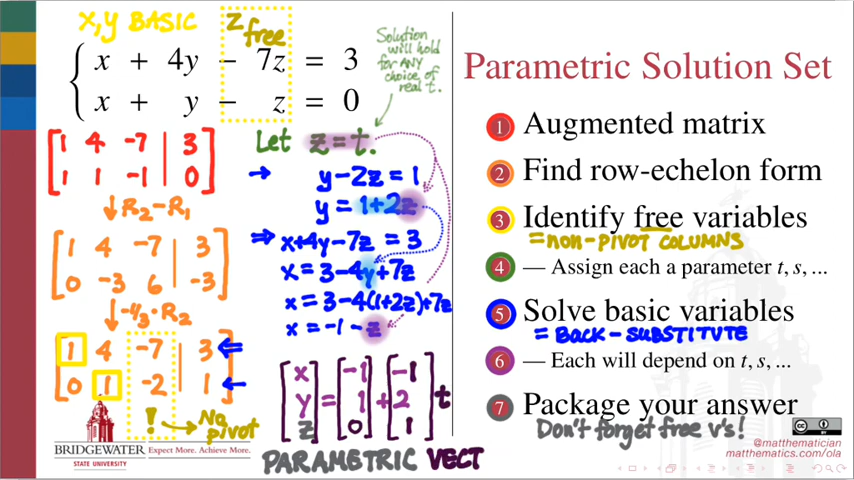 x,y BASIC
z free
x + 4y - 7z = 3
x + y - z = 0
Solution will hold for ANY choice of real t.
[1 4 -7 | 3]
[1 1 -1 | 0]
↓ R₂-R₁
[1 4 -7 | 3]
[0 -3 6 | -3]
↓ -1/3·R₂
[1 4 -7 | 3] ⇐
[0 1 -2 | 1] ←
! → No pivot
Let z = t.
→ y-2z = 1
y = 1+2z
⇒ x+4y-7z = 3
x = 3-4y+7z
x = 3-4(1+2z)+7z
x = -1-z
[x y z] = [-1 1 0] + [-1 2 1] t
PARAMETRIC VECT
BRIDGEWATER
STATE UNIVERSITY
Expect More. Achieve More.
Parametric Solution Set
1 Augmented matrix
2 Find row-echelon form
3 Identify free variables
= non-PIVOT COLUMNS
4 — Assign each a parameter t, s, ...
5 Solve basic variables
= BACK-SUBSTITUTE
6 — Each will depend on t, s, ...
7 Package your answer
Don't forget free v's!
@matthematician
matthematics.com/ola